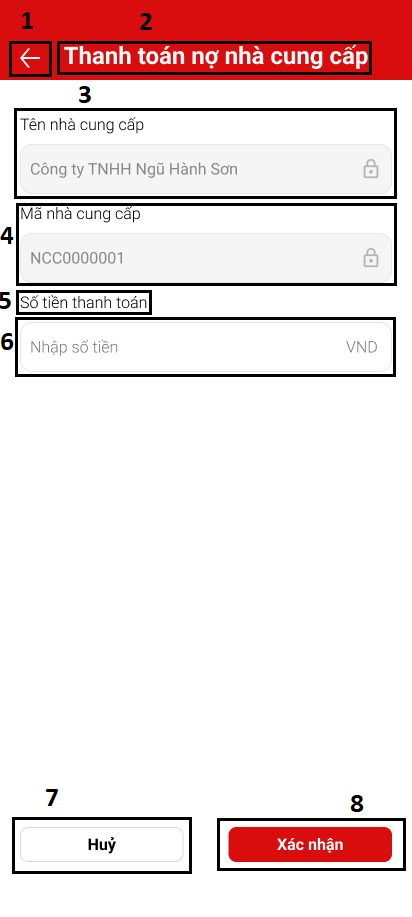 1
2
Thanh toán nợ nhà cung cấp
3
Tên nhà cung cấp
Công ty TNHH Ngũ Hành Sơn
Mã nhà cung cấp
4
NCC0000001
5 Số tiền thanh toán
6 Nhập số tiền VND
7
8
Huỷ Xác nhận